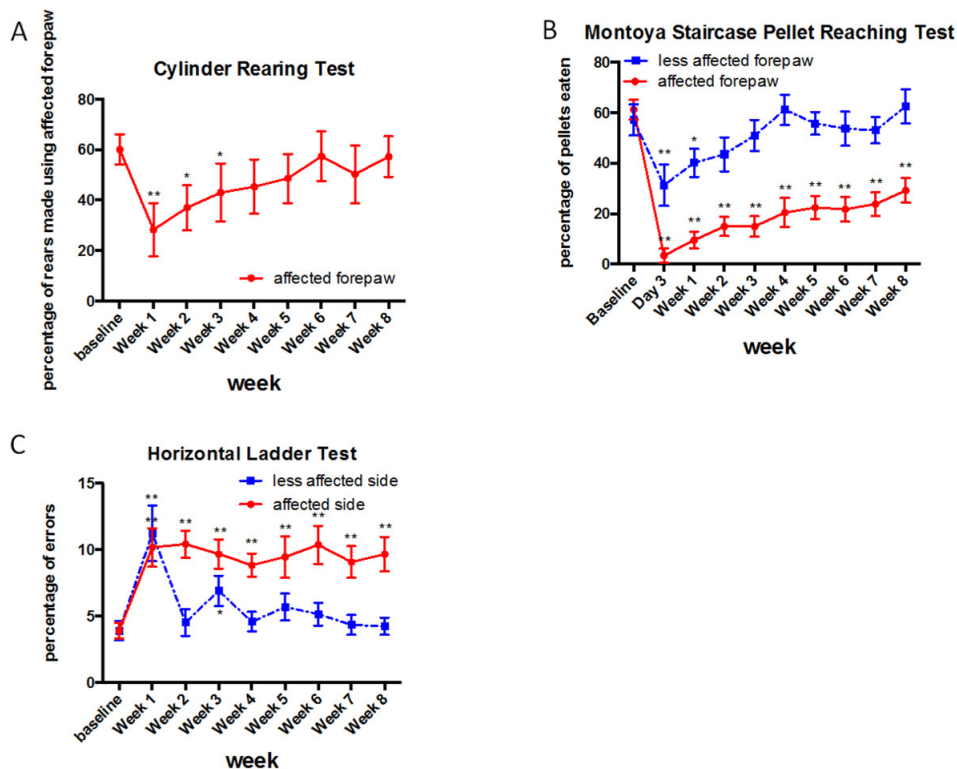 A
Cylinder Rearing Test
percentage of rears made using affected forepaw
80
60
40
20
0
**
*
*
affected forepaw
baseline
Week 1
Week 2
Week 3
Week 4
Week 5
Week 6
Week 7
Week 8
week
B
Montoya Staircase Pellet Reaching Test
less affected forepaw
affected forepaw
percentage of pellets eaten
80
60
40
20
0
**
*
**
**
**
**
**
**
**
**
**
Baseline
Day 3
Week 1
Week 2
Week 3
Week 4
Week 5
Week 6
Week 7
Week 8
week
C
Horizontal Ladder Test
less affected side
affected side
percentage of errors
15
10
5
0
**
**
**
**
**
**
**
**
**
*
baseline
Week 1
Week 2
Week 3
Week 4
Week 5
Week 6
Week 7
Week 8
week